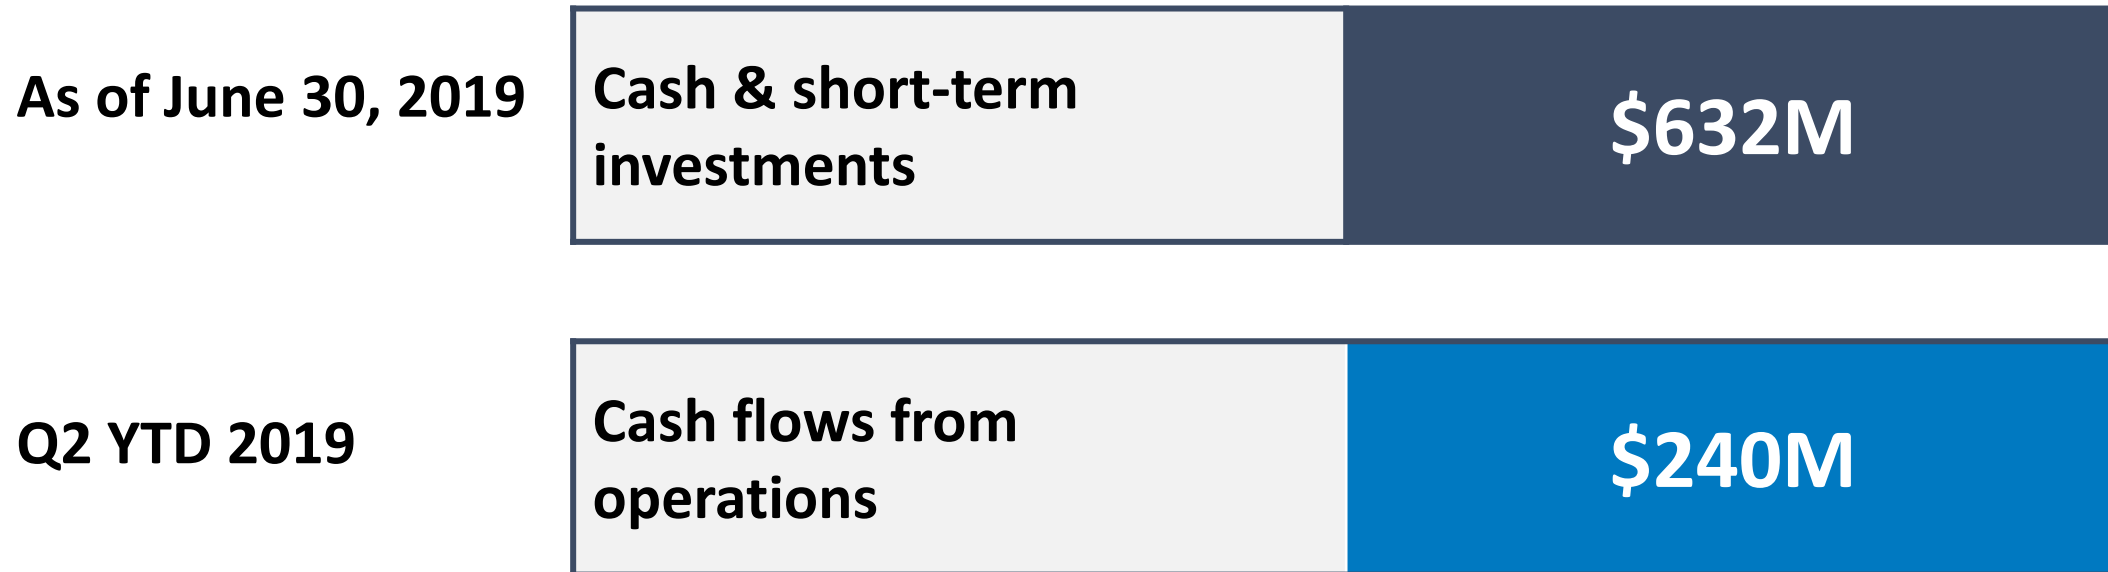 As of June 30, 2019
Cash & short-term
investments
$632M
Q2 YTD 2019
Cash flows from
operations
$240M